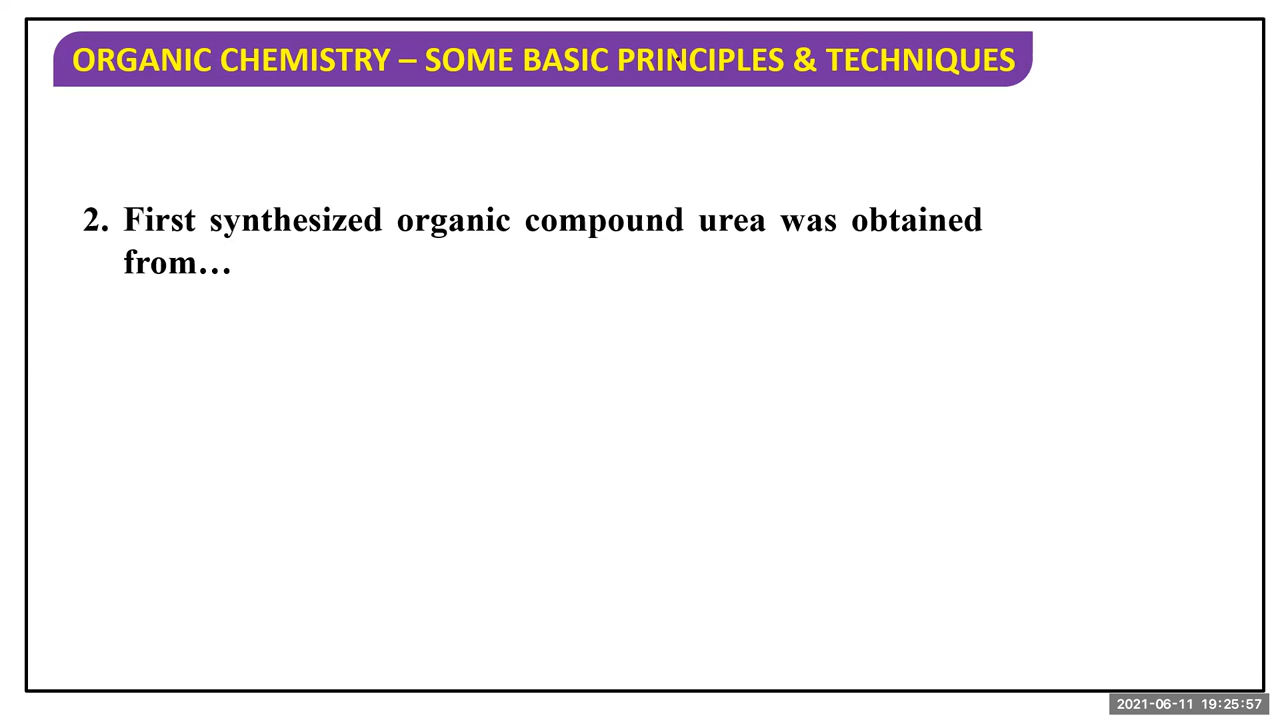 ORGANIC CHEMISTRY – SOME BASIC PRINCIPLES & TECHNIQUES
2. First synthesized organic compound urea was obtained
from…
2021-06-11 19:25:57